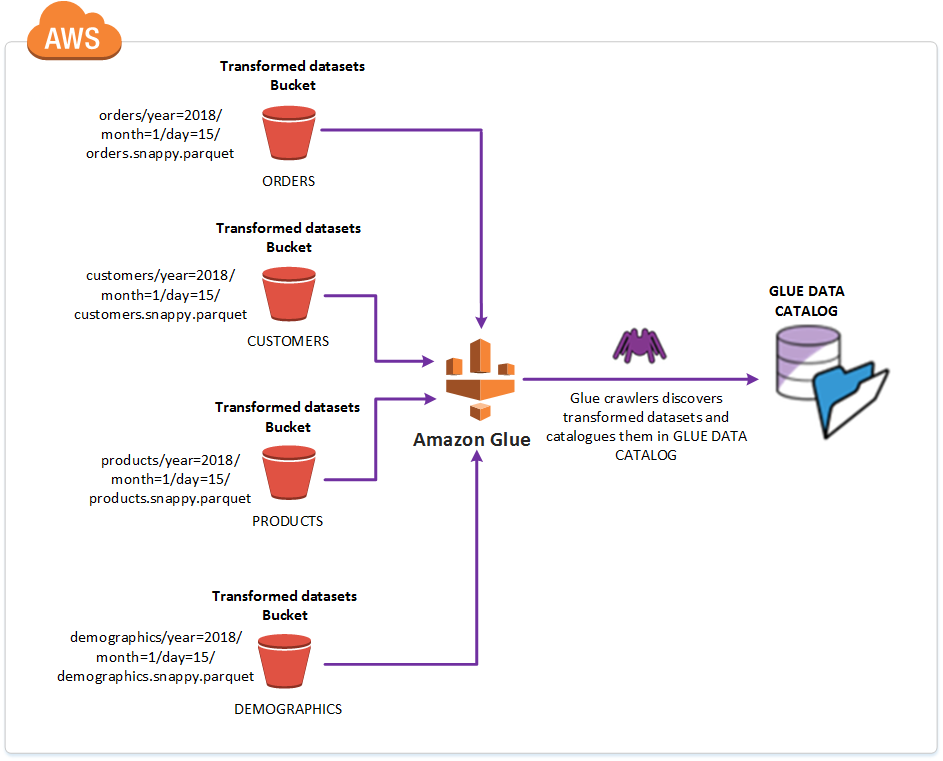 AWS
Transformed datasets
Bucket
orders/year=2018/
month=1/day=15/
orders.snappy.parquet
ORDERS
Transformed datasets
Bucket
customers/year=2018/
month=1/day=15/
customers.snappy.parquet
CUSTOMERS
Transformed datasets
Bucket
products/year=2018/
month=1/day=15/
products.snappy.parquet
PRODUCTS
Transformed datasets
Bucket
demographics/year=2018/
month=1/day=15/
demographics.snappy.parquet
DEMOGRAPHICS
Amazon Glue
Glue crawlers discovers
transformed datasets and
catalogues them in GLUE DATA
CATALOG
GLUE DATA
CATALOG